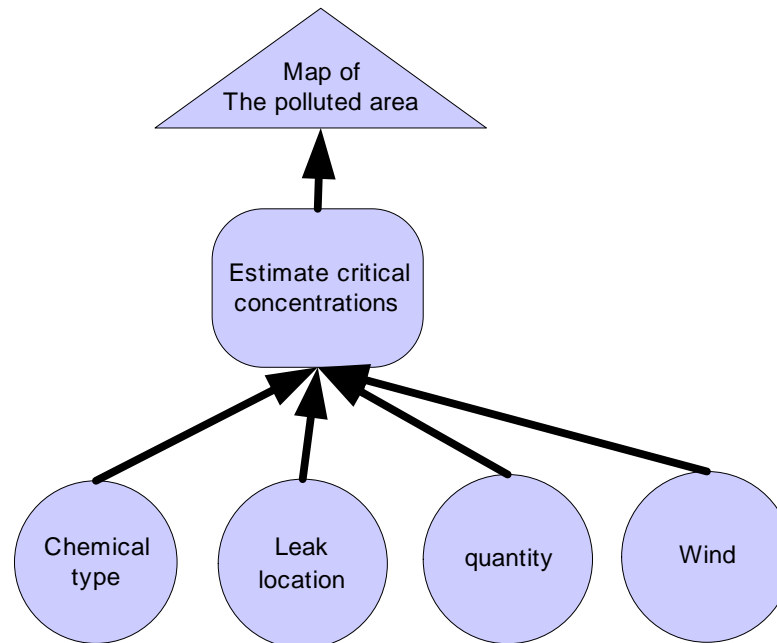 Map of
The polluted area
Estimate critical
concentrations
Chemical
type
Leak
location
quantity
Wind